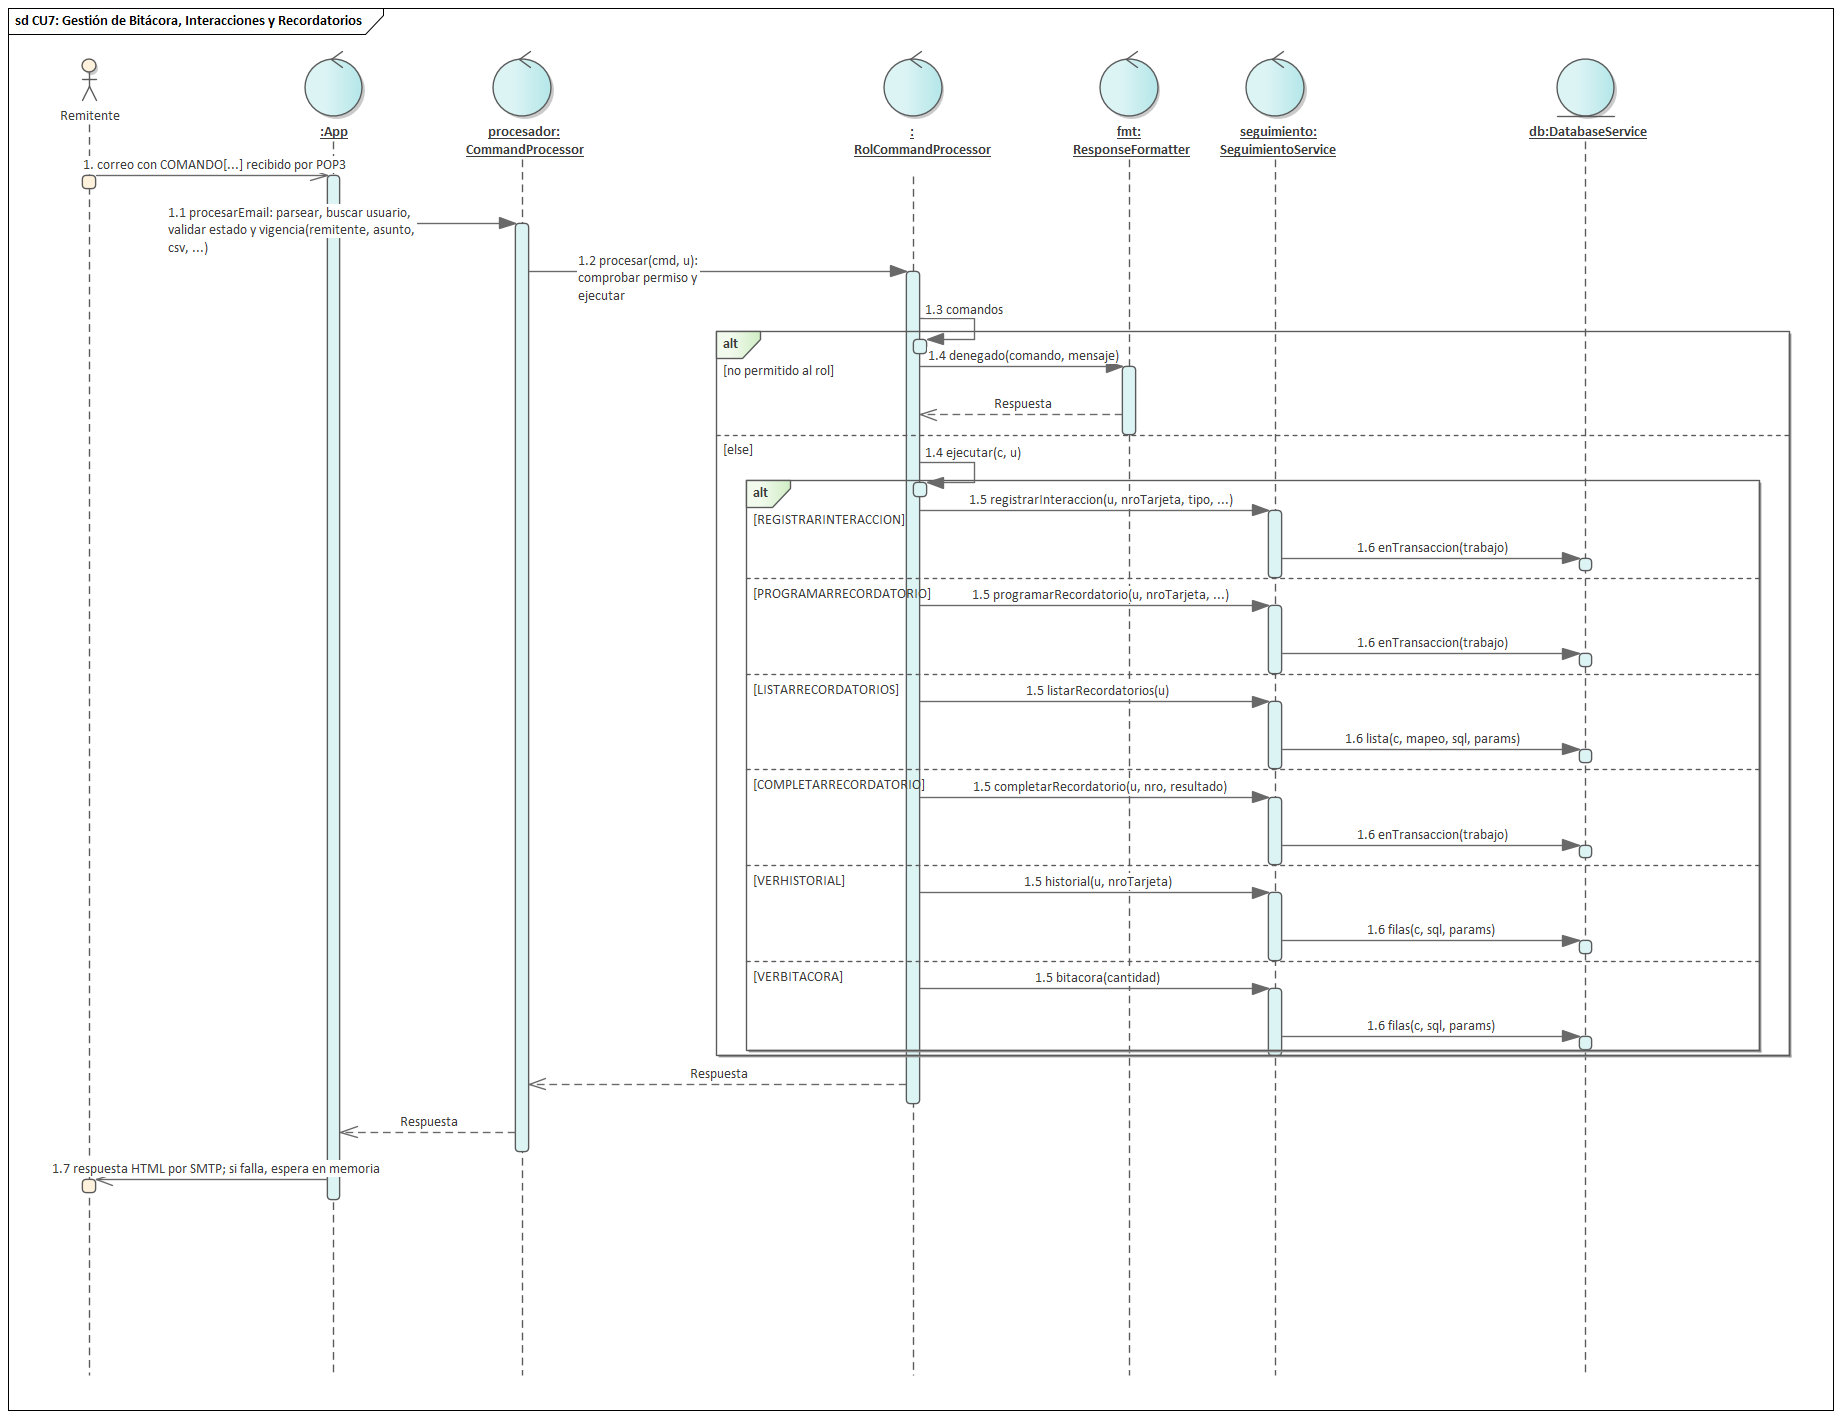 sd CU7: Gestión de Bitácora, Interacciones y Recordatorios
Remitente
:App
procesador:
CommandProcessor
:
RolCommandProcessor
fmt:
ResponseFormatter
seguimiento:
SeguimientoService
db:DatabaseService
1. correo con COMANDO[...] recibido por POP3
1.1 procesarEmail: parsear, buscar usuario,
validar estado y vigencia(remitente, asunto,
csv, ...)
1.2 procesar(cmd, u):
comprobar permiso y
ejecutar
1.3 comandos
alt
1.4 denegado(comando, mensaje)
[no permitido al rol]
Respuesta
[else]
1.4 ejecutar(c, u)
alt
1.5 registrarInteraccion(u, nroTarjeta, tipo, ...)
[REGISTRARINTERACCION]
1.6 enTransaccion(trabajo)
[PROGRAMARRECORDATORIO]
1.5 programarRecordatorio(u, nroTarjeta, ...)
1.6 enTransaccion(trabajo)
[LISTARRECORDATORIOS]
1.5 listarRecordatorios(u)
1.6 lista(c, mapeo, sql, params)
[COMPLETARRECORDATORIO]
1.5 completarRecordatorio(u, nro, resultado)
1.6 enTransaccion(trabajo)
[VERHISTORIAL]
1.5 historial(u, nroTarjeta)
1.6 filas(c, sql, params)
[VERBITACORA]
1.5 bitacora(cantidad)
1.6 filas(c, sql, params)
Respuesta
Respuesta
1.7 respuesta HTML por SMTP; si falla, espera en memoria